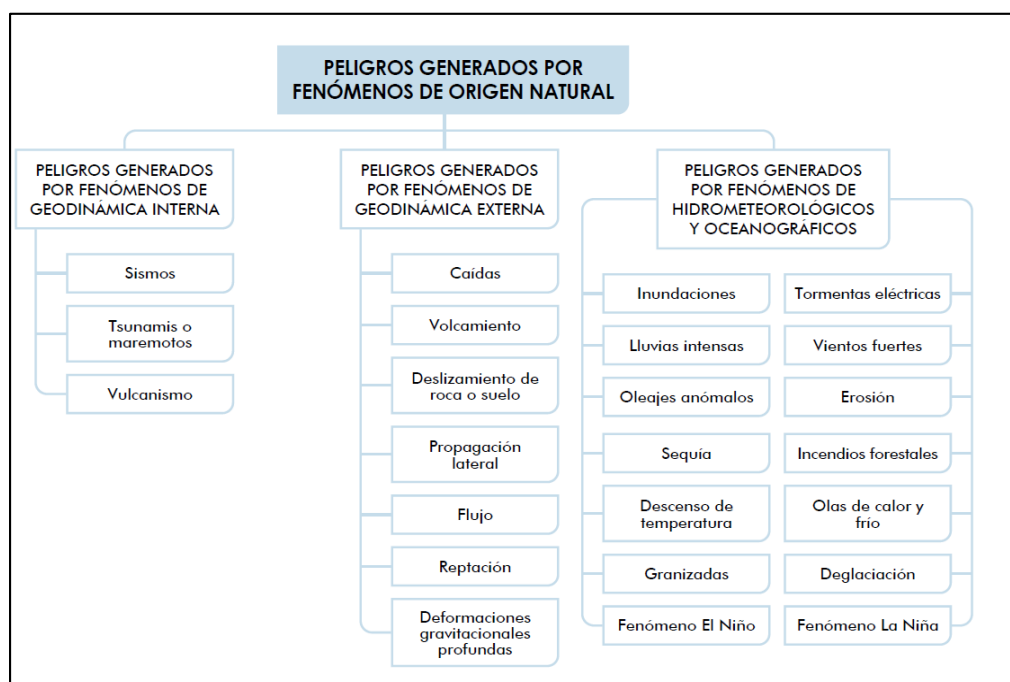 PELIGROS GENERADOS POR
FENÓMENOS DE ORIGEN NATURAL
PELIGROS GENERADOS
POR FENÓMENOS DE
GEODINÁMICA INTERNA
Sismos
Tsunamis o
maremotos
Vulcanismo
PELIGROS GENERADOS
POR FENÓMENOS DE
GEODINÁMICA EXTERNA
Caídas
Volcamiento
Deslizamiento de
roca o suelo
Propagación
lateral
Flujo
Reptación
Deformaciones
gravitacionales
profundas
PELIGROS GENERADOS
POR FENÓMENOS DE
HIDROMETEOROLÓGICOS
Y OCEANOGRÁFICOS
Inundaciones
Tormentas eléctricas
Lluvias intensas
Vientos fuertes
Oleajes anómalos
Erosión
Sequía
Incendios forestales
Descenso de
temperatura
Olas de calor y
frío
Granizadas
Deglaciación
Fenómeno El Niño
Fenómeno La Niña